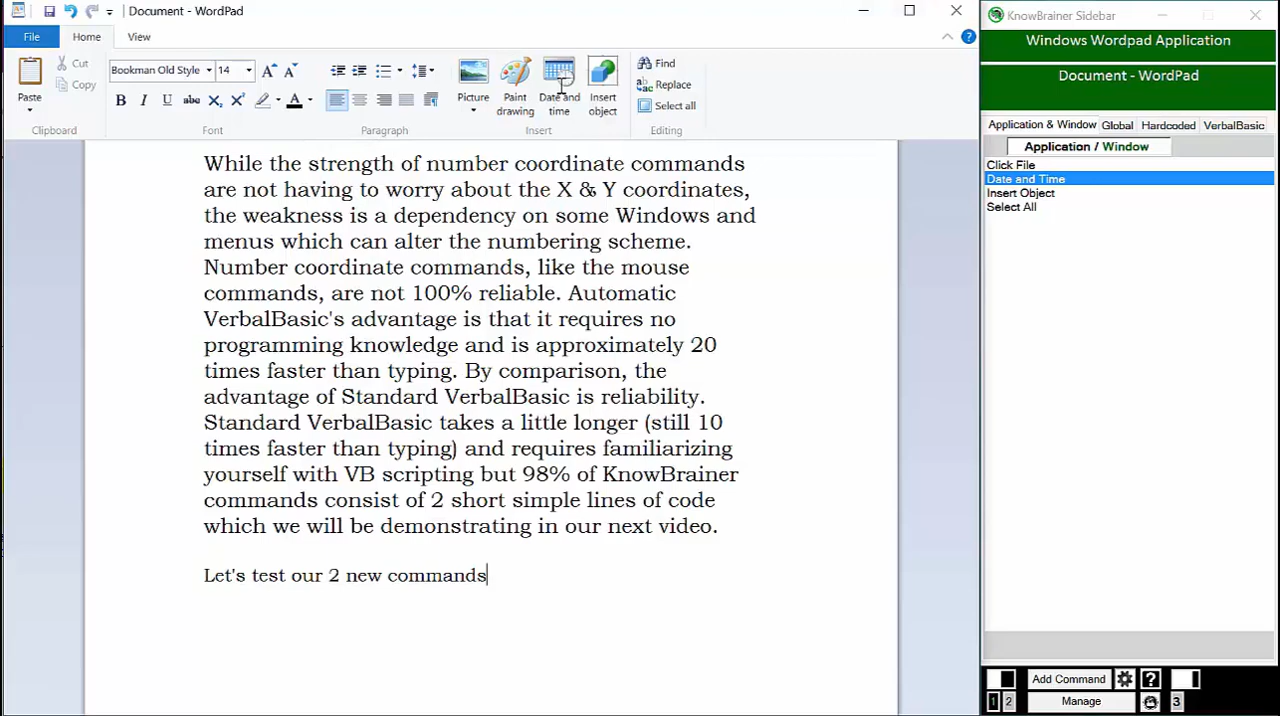 Document - WordPad
File
Home
View
Paste
Cut
Copy
Clipboard
Bookman Old Style
14
B I U abc X₂ X² A
Font
Paragraph
Picture
Paint drawing
Date and time
Insert object
Insert
Find
Replace
Select all
Editing
While the strength of number coordinate commands
are not having to worry about the X & Y coordinates,
the weakness is a dependency on some Windows and
menus which can alter the numbering scheme.
Number coordinate commands, like the mouse
commands, are not 100% reliable. Automatic
VerbalBasic's advantage is that it requires no
programming knowledge and is approximately 20
times faster than typing. By comparison, the
advantage of Standard VerbalBasic is reliability.
Standard VerbalBasic takes a little longer (still 10
times faster than typing) and requires familiarizing
yourself with VB scripting but 98% of KnowBrainer
commands consist of 2 short simple lines of code
which we will be demonstrating in our next video.
Let's test our 2 new commands
KnowBrainer Sidebar
Windows Wordpad Application
Document - WordPad
Application & Window Global Hardcoded VerbalBasic
Application / Window
Click File
Date and Time
Insert Object
Select All
Add Command
?
1 2 Manage 3